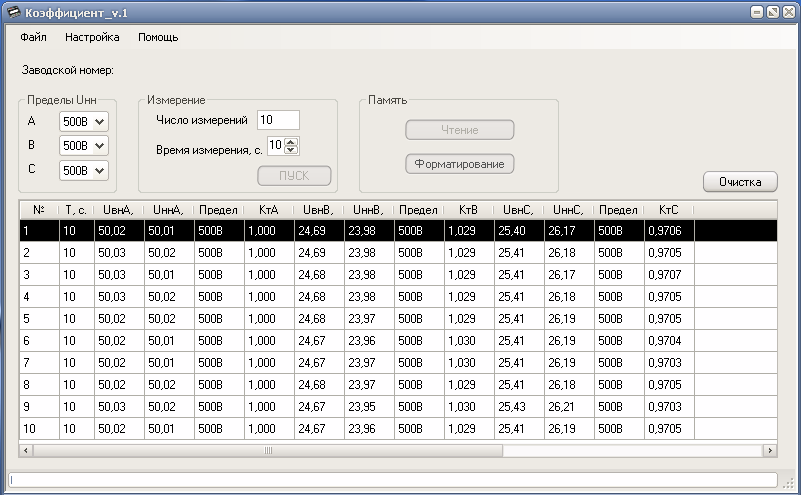 Коэффициент_v.1
Файл Настройка Помощь
Заводской номер:
Пределы Uнн Измерение Память
A 500В Число измерений 10 Чтение
B 500В Время измерения, с. 10 Форматирование
C 500В ПУСК Очистка
№ T, с. UвнA, UннA, Предел КтA UвнB, UннB, Предел КтB UвнC, UннC, Предел КтC
1 10 50,02 50,01 500В 1,000 24,69 23,98 500В 1,029 25,40 26,17 500В 0,9706
2 10 50,03 50,02 500В 1,000 24,69 23,98 500В 1,029 25,41 26,18 500В 0,9705
3 10 50,03 50,01 500В 1,000 24,68 23,98 500В 1,029 25,41 26,17 500В 0,9707
4 10 50,03 50,02 500В 1,000 24,68 23,98 500В 1,029 25,41 26,18 500В 0,9705
5 10 50,02 50,02 500В 1,000 24,68 23,97 500В 1,029 25,41 26,19 500В 0,9705
6 10 50,02 50,01 500В 1,000 24,67 23,96 500В 1,030 25,41 26,19 500В 0,9704
7 10 50,02 50,01 500В 1,000 24,67 23,97 500В 1,030 25,41 26,19 500В 0,9703
8 10 50,02 50,02 500В 1,000 24,68 23,97 500В 1,029 25,41 26,18 500В 0,9705
9 10 50,03 50,02 500В 1,000 24,67 23,95 500В 1,030 25,43 26,21 500В 0,9703
10 10 50,02 50,01 500В 1,000 24,67 23,96 500В 1,029 25,41 26,19 500В 0,9705